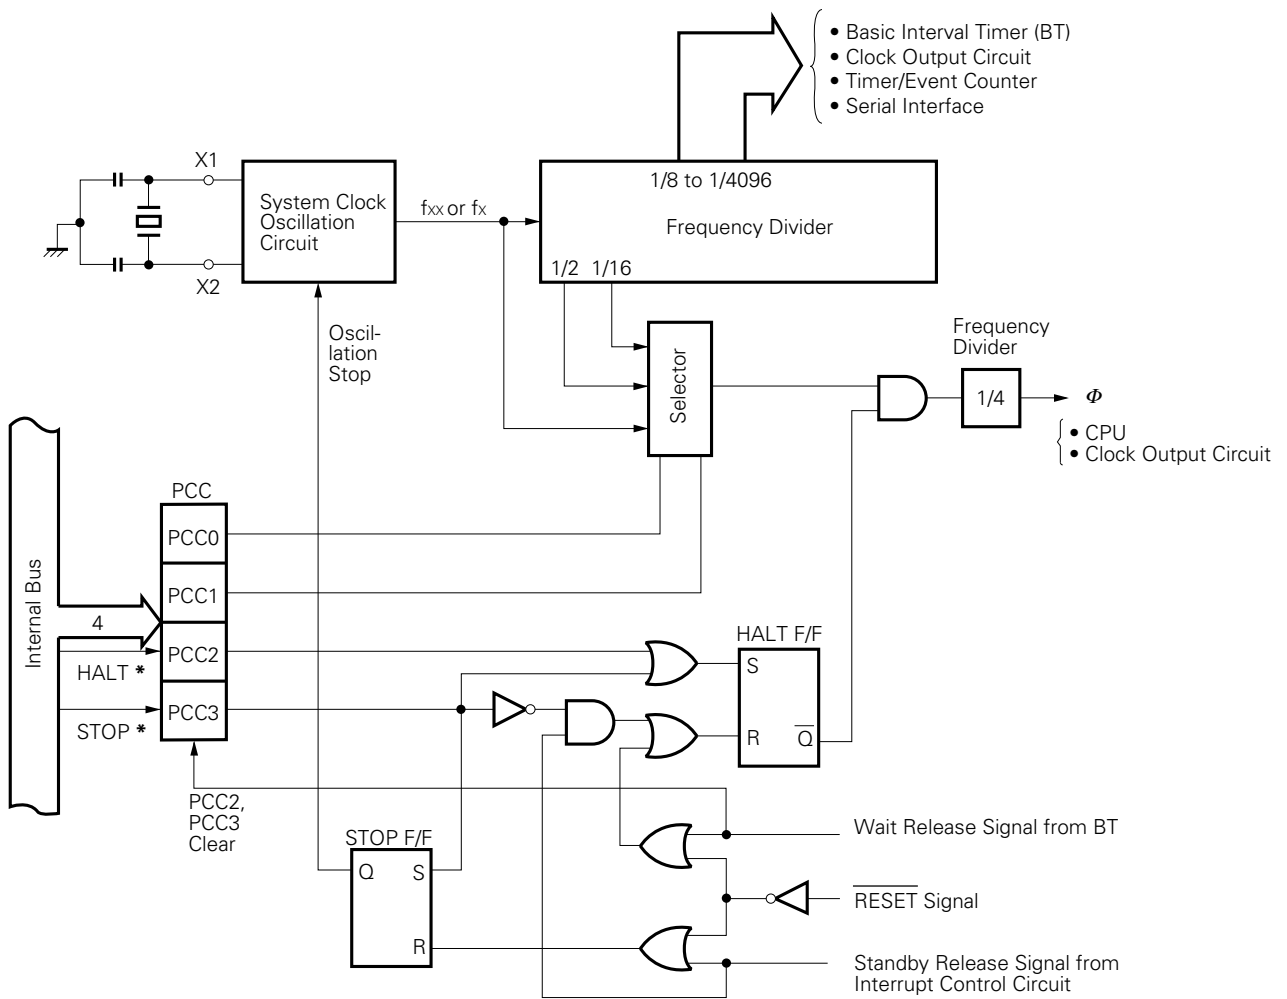 • Basic Interval Timer (BT)
• Clock Output Circuit
• Timer/Event Counter
• Serial Interface
X1
X2
System Clock
Oscillation
Circuit
fxx or fx
1/8 to 1/4096
Frequency Divider
1/2 1/16
Oscil-
lation
Stop
Selector
Frequency
Divider
1/4
Φ
• CPU
• Clock Output Circuit
Internal Bus
PCC
PCC0
PCC1
4
PCC2
HALT *
PCC3
STOP *
HALT F/F
S
R
Q̅
PCC2,
PCC3
Clear
STOP F/F
Q S
R
Wait Release Signal from BT
R̅E̅S̅E̅T̅ Signal
Standby Release Signal from
Interrupt Control Circuit